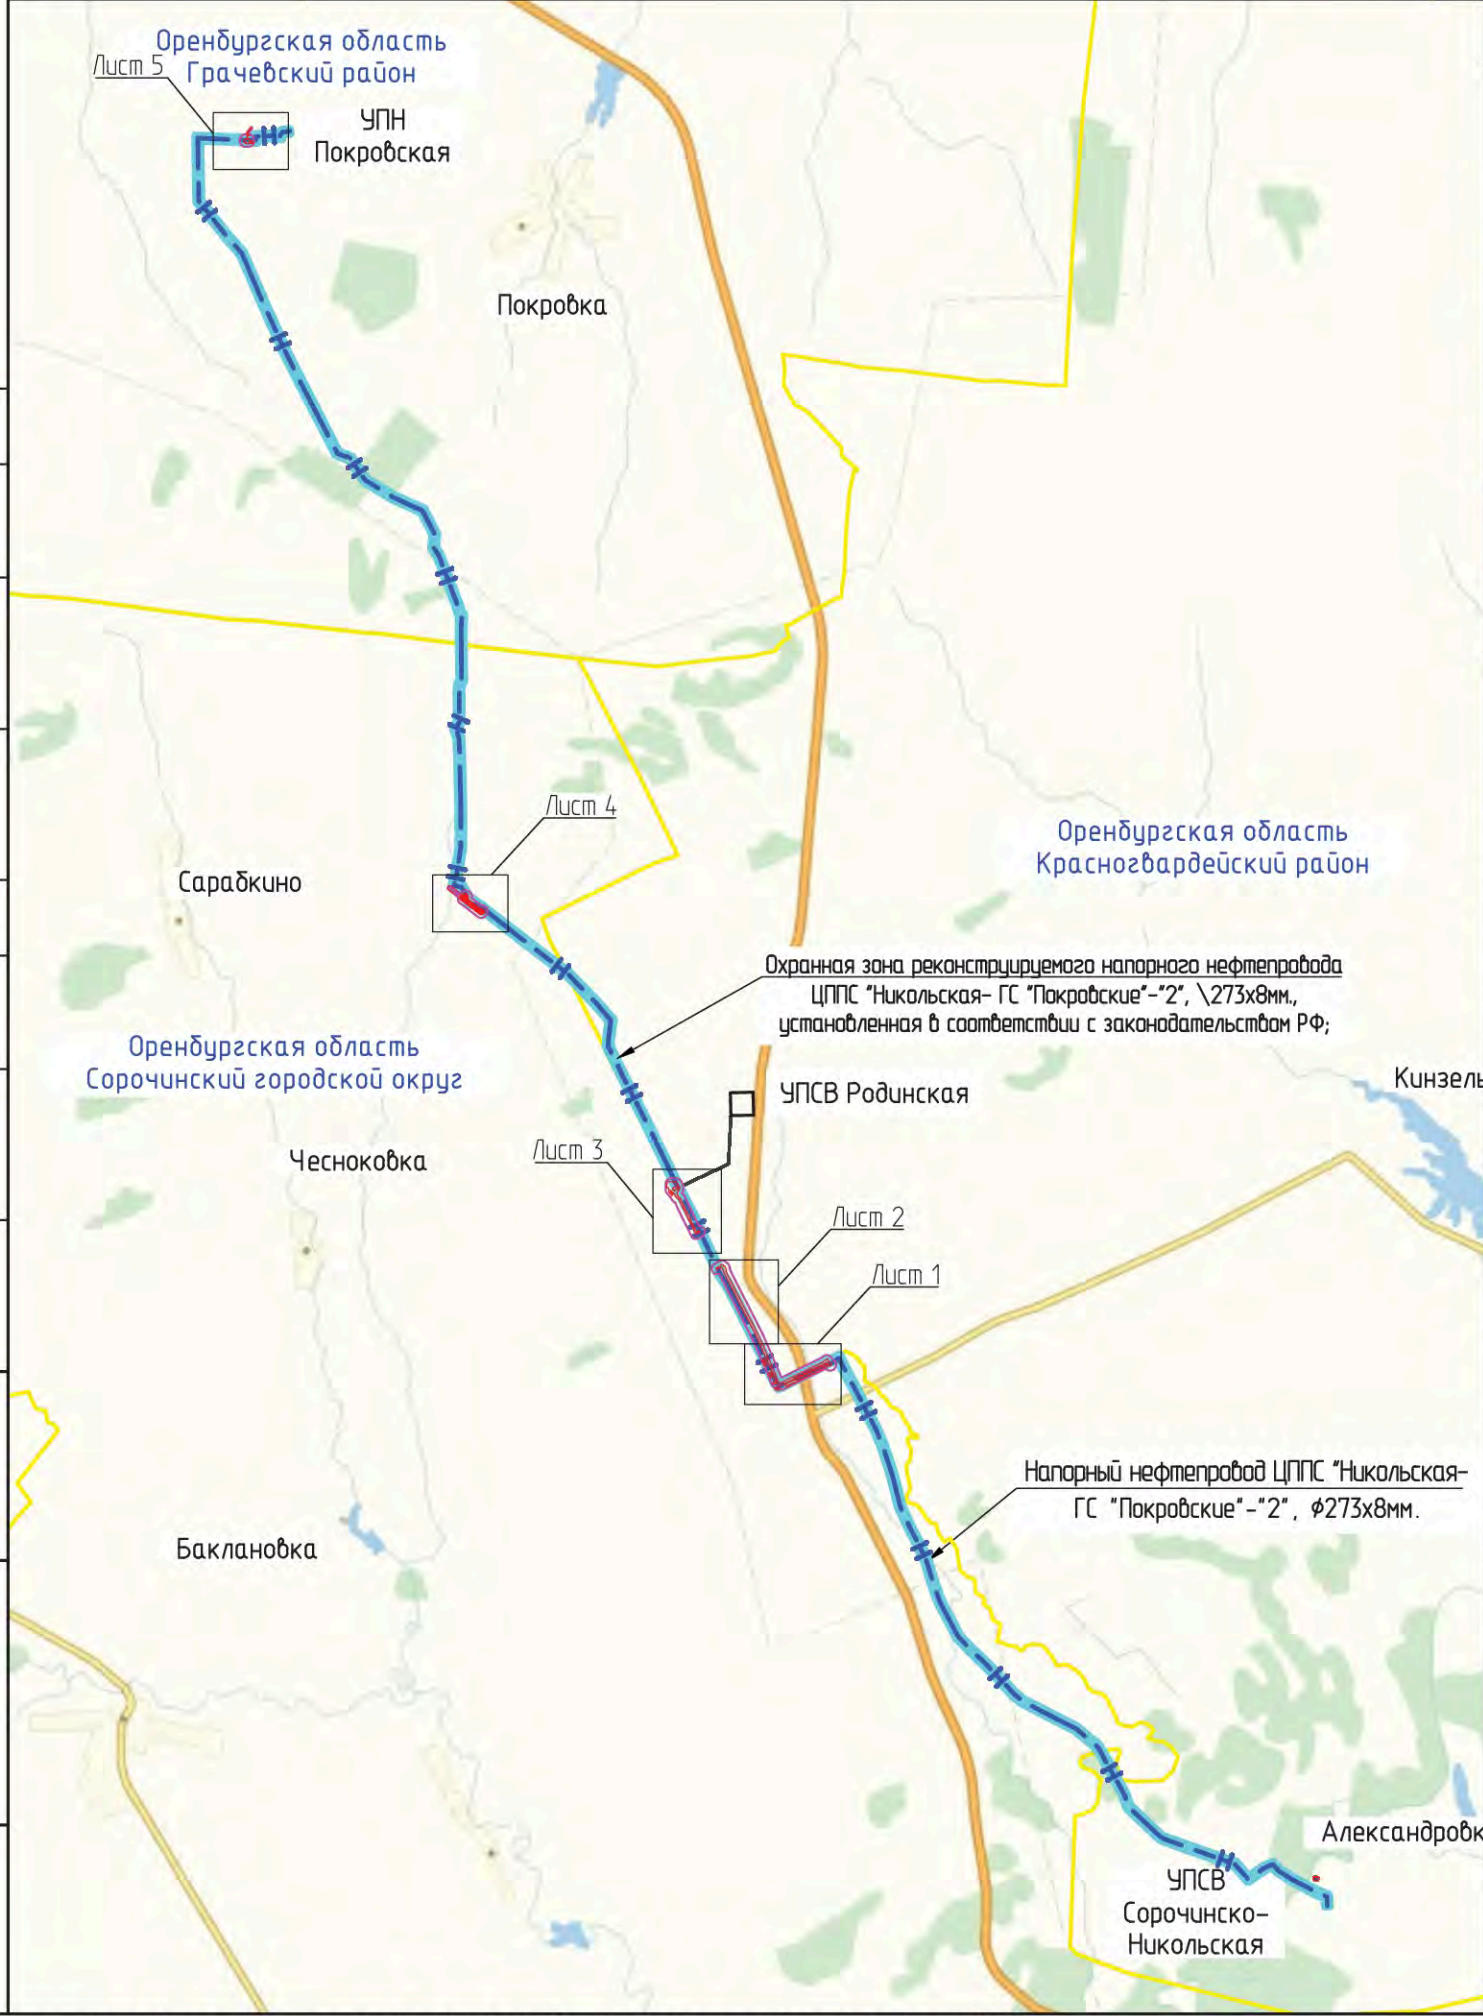 Оренбургская область
Грачевский район
Лист 5
УПН
Покровская
Покровка
Лист 4
Оренбургская область
Красногвардейский район
Сарабкино
Охранная зона реконструируемого напорного нефтепровода
ЦППС "Никольская- ГС "Покровские"-"2", \273х8мм.,
установленная в соответствии с законодательством РФ;
Оренбургская область
Сорочинский городской округ
Кинзель
УПСВ Родинская
Лист 3
Чесноковка
Лист 2
Лист 1
Напорный нефтепровод ЦППС "Никольская-
ГС "Покровские"-"2", ϕ273х8мм.
Баклановка
Александровк
УПСВ
Сорочинско-
Никольская